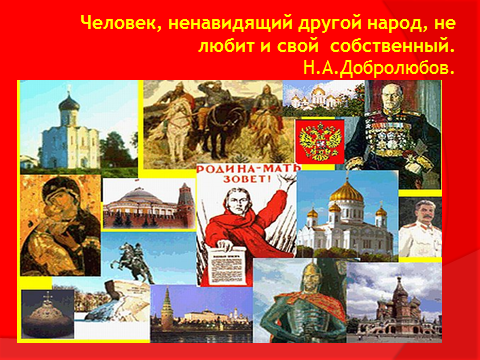 Человек, ненавидящий другой народ, не
любит и свой  собственный.
Н.А.Добролюбов.
РОДИНА-МАТЬ
ЗОВЕТ!